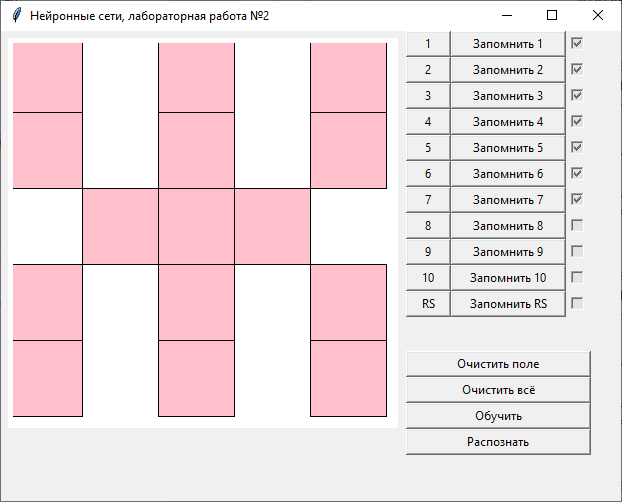 Нейронные сети, лабораторная работа №2
1 Запомнить 1
2 Запомнить 2
3 Запомнить 3
4 Запомнить 4
5 Запомнить 5
6 Запомнить 6
7 Запомнить 7
8 Запомнить 8
9 Запомнить 9
10 Запомнить 10
RS Запомнить RS
Очистить поле
Очистить всё
Обучить
Распознать